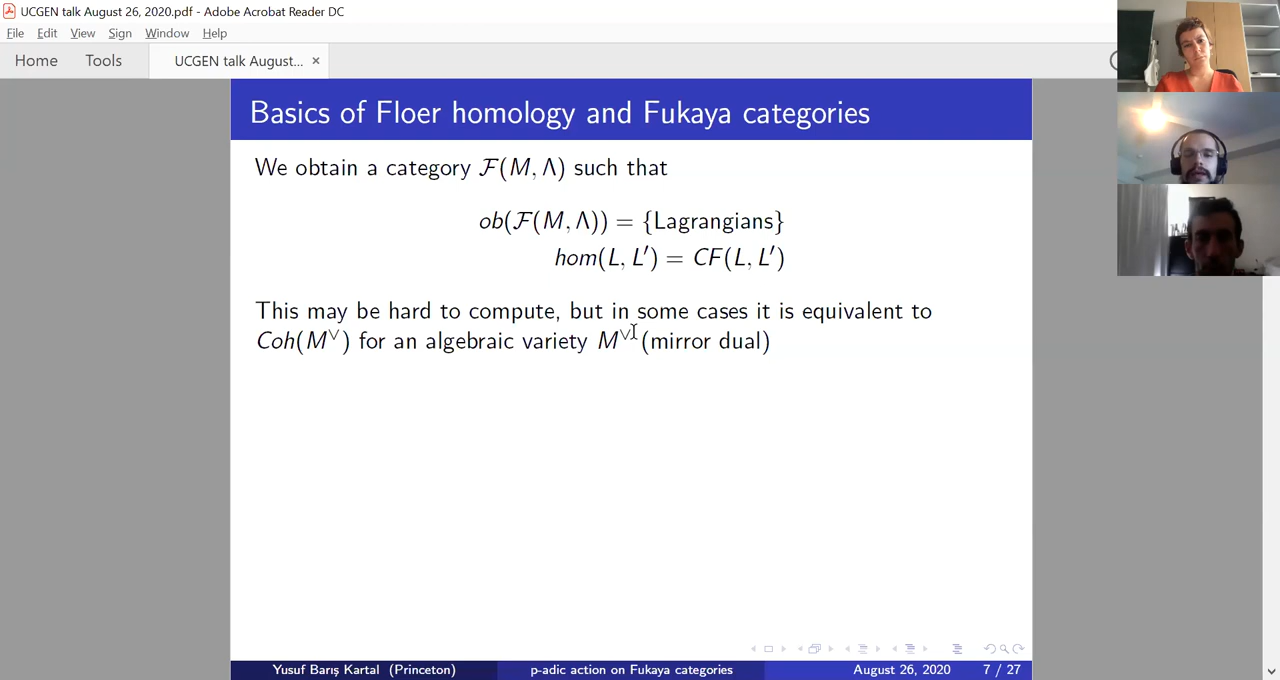 UCGEN talk August 26, 2020.pdf - Adobe Acrobat Reader DC
File Edit View Sign Window Help
Home Tools UCGEN talk August... ×
Basics of Floer homology and Fukaya categories
We obtain a category ℱ(M, Λ) such that
ob(ℱ(M, Λ)) = {Lagrangians}
hom(L, L′) = CF(L, L′)
This may be hard to compute, but in some cases it is equivalent to
Coh(M^∨) for an algebraic variety M^∨ (mirror dual)
Yusuf Barış Kartal (Princeton) p-adic action on Fukaya categories August 26, 2020 7 / 27